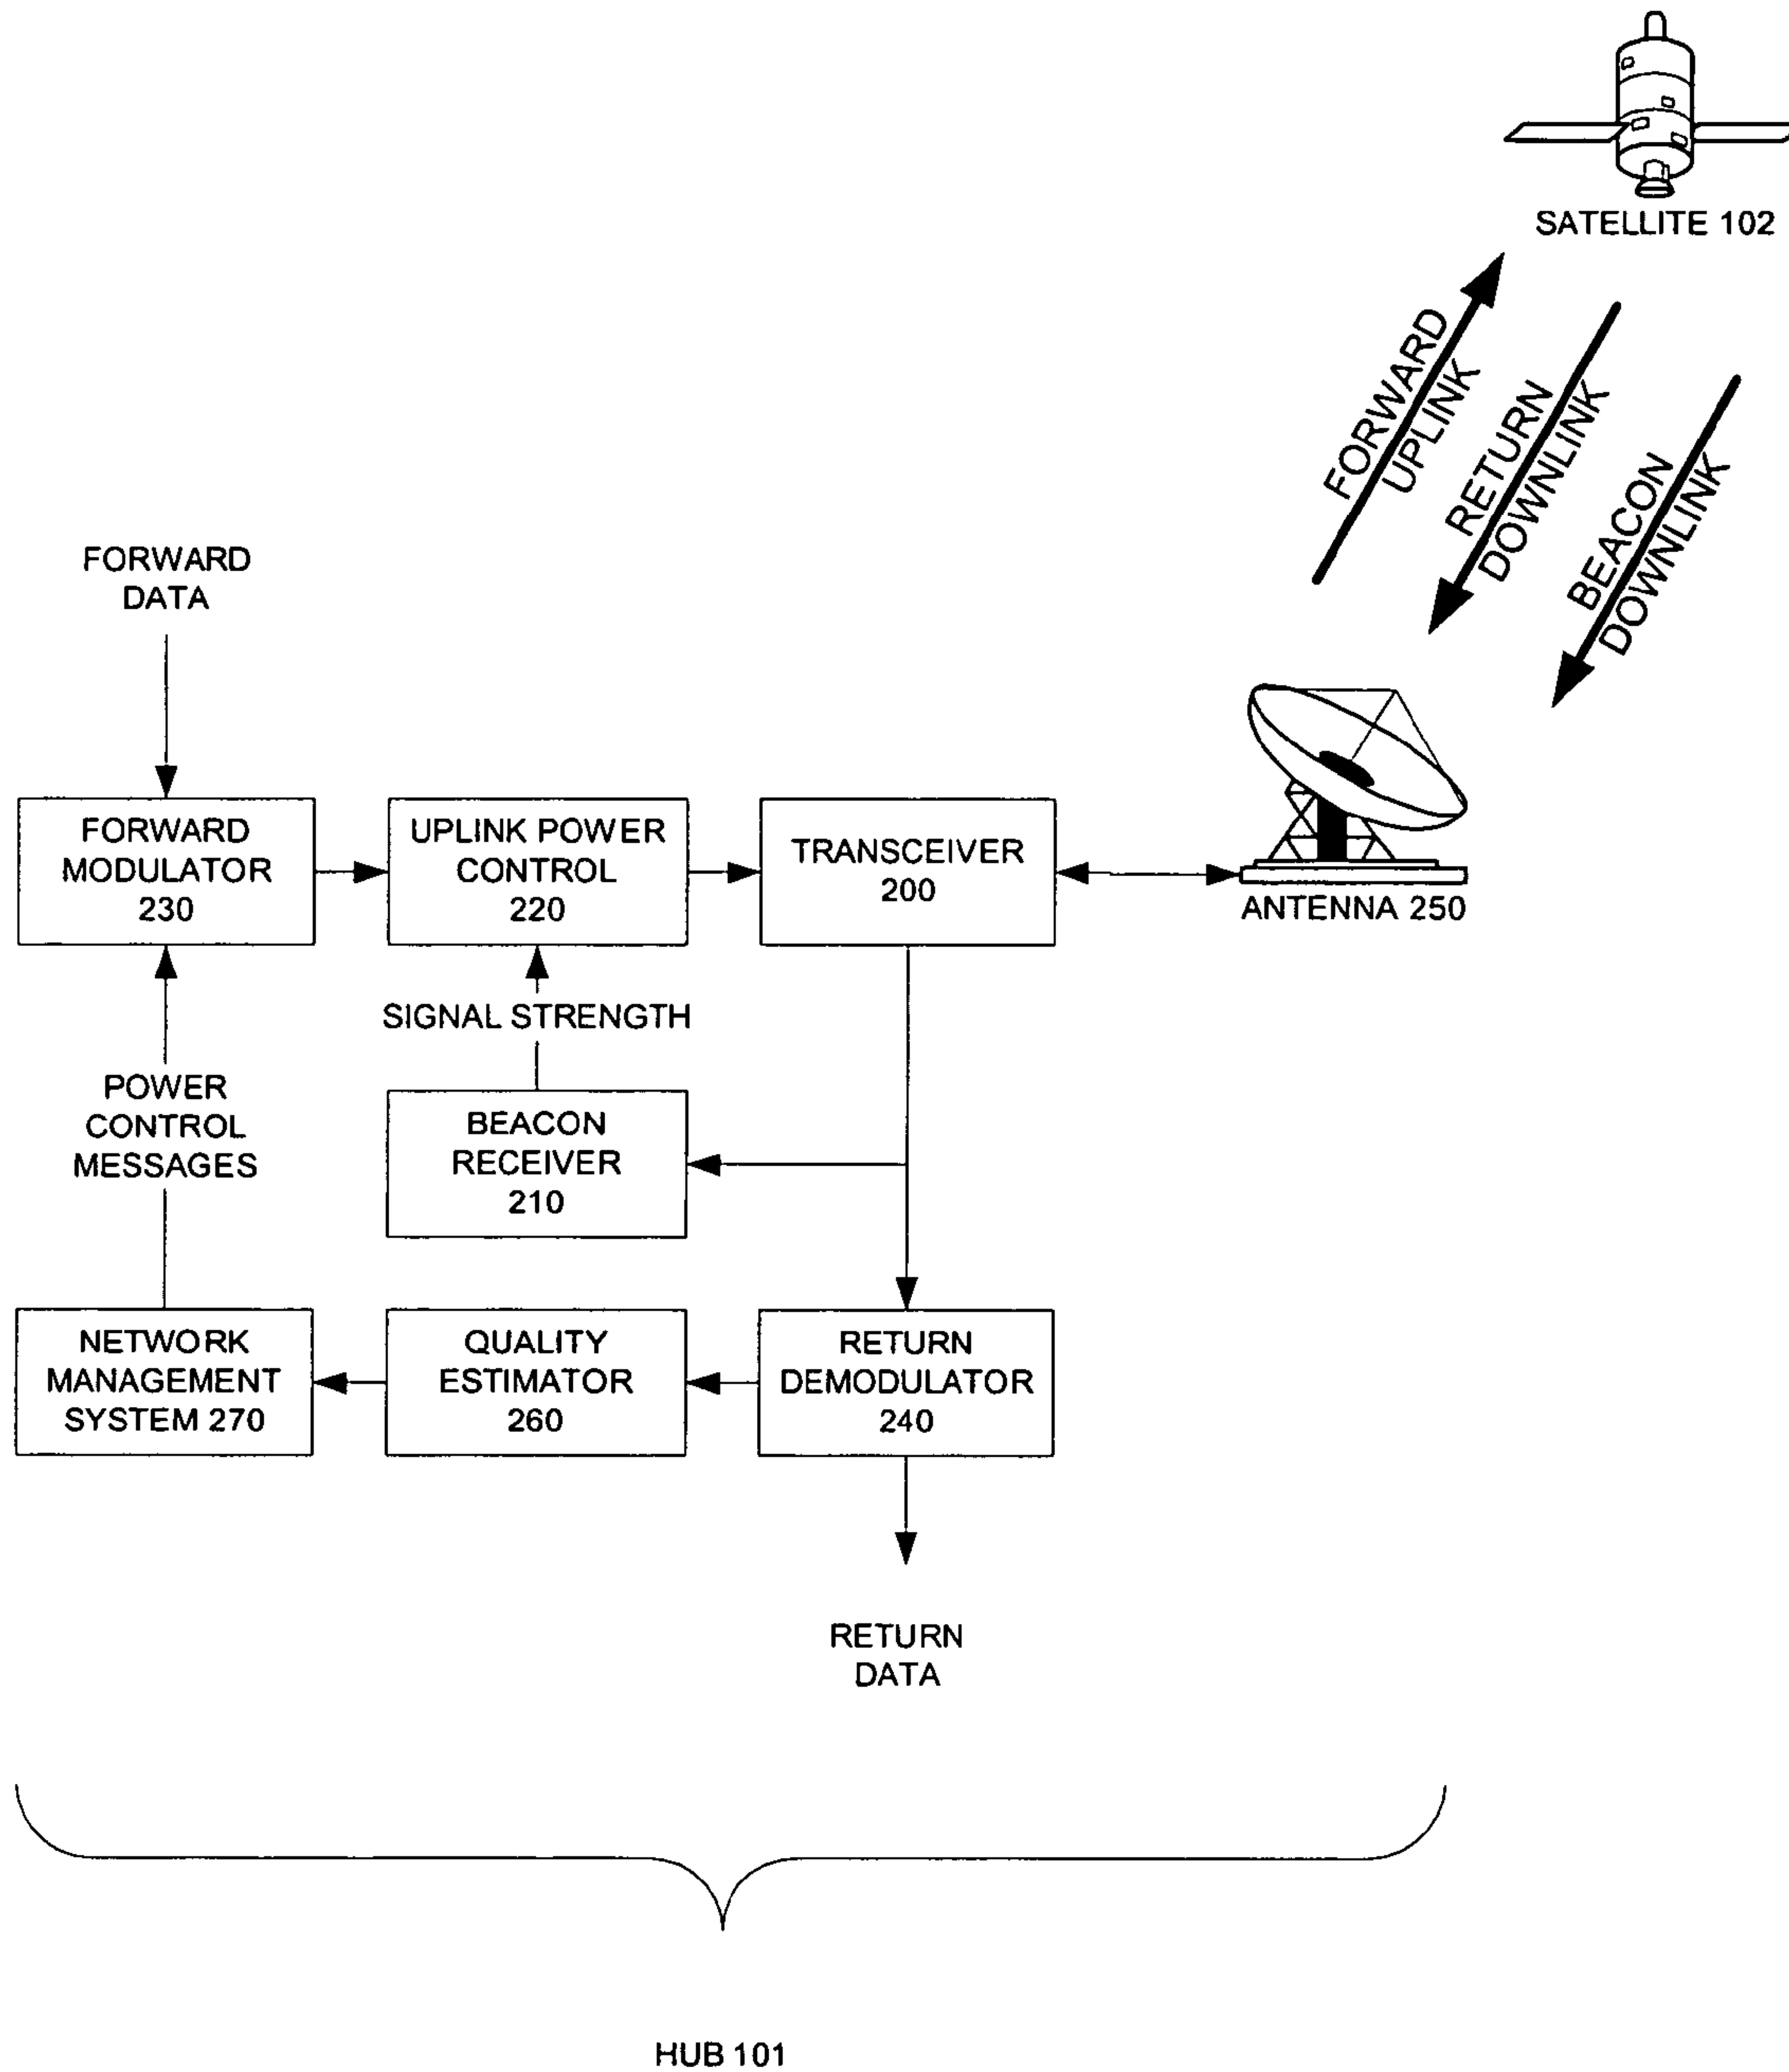 SATELLITE 102
FORWARD
UPLINK
RETURN
DOWNLINK
BEACON
DOWNLINK
FORWARD
DATA
FORWARD
MODULATOR
230
UPLINK POWER
CONTROL
220
TRANSCEIVER
200
ANTENNA 250
SIGNAL STRENGTH
POWER
CONTROL
MESSAGES
BEACON
RECEIVER
210
NETWORK
MANAGEMENT
SYSTEM 270
QUALITY
ESTIMATOR
260
RETURN
DEMODULATOR
240
RETURN
DATA
HUB 101